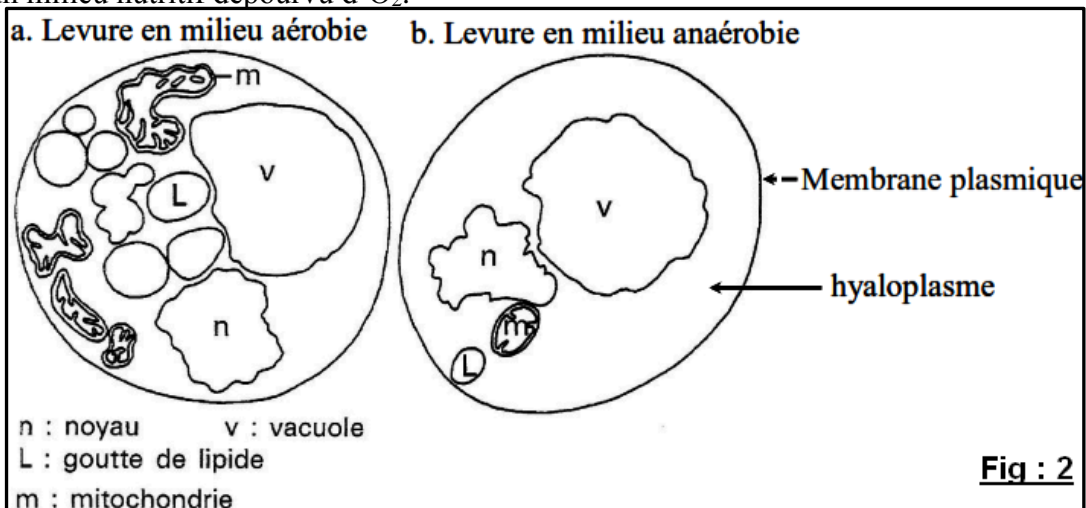 milieu nutritif dépourvu d'O₂.
a. Levure en milieu aérobie
b. Levure en milieu anaérobie
m
v
L
n
v
n
m
L
Membrane plasmique
hyaloplasme
n : noyau v : vacuole
L : goutte de lipide
m : mitochondrie
Fig : 2